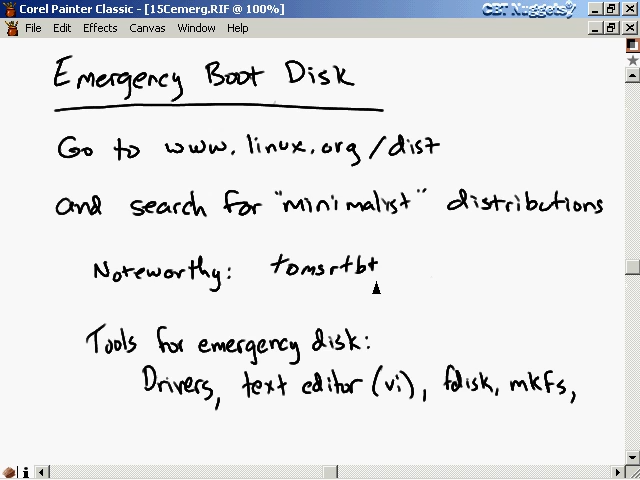 Corel Painter Classic - [15Cemerg.RIF @ 100%]
CBT Nuggets
File Edit Effects Canvas Window Help
Emergency Boot Disk
Go to www.linux.org/dist
and search for "minimalist" distributions
Noteworthy: tomsrtbt
Tools for emergency disk:
Drivers, text editor (vi), fdisk, mkfs,